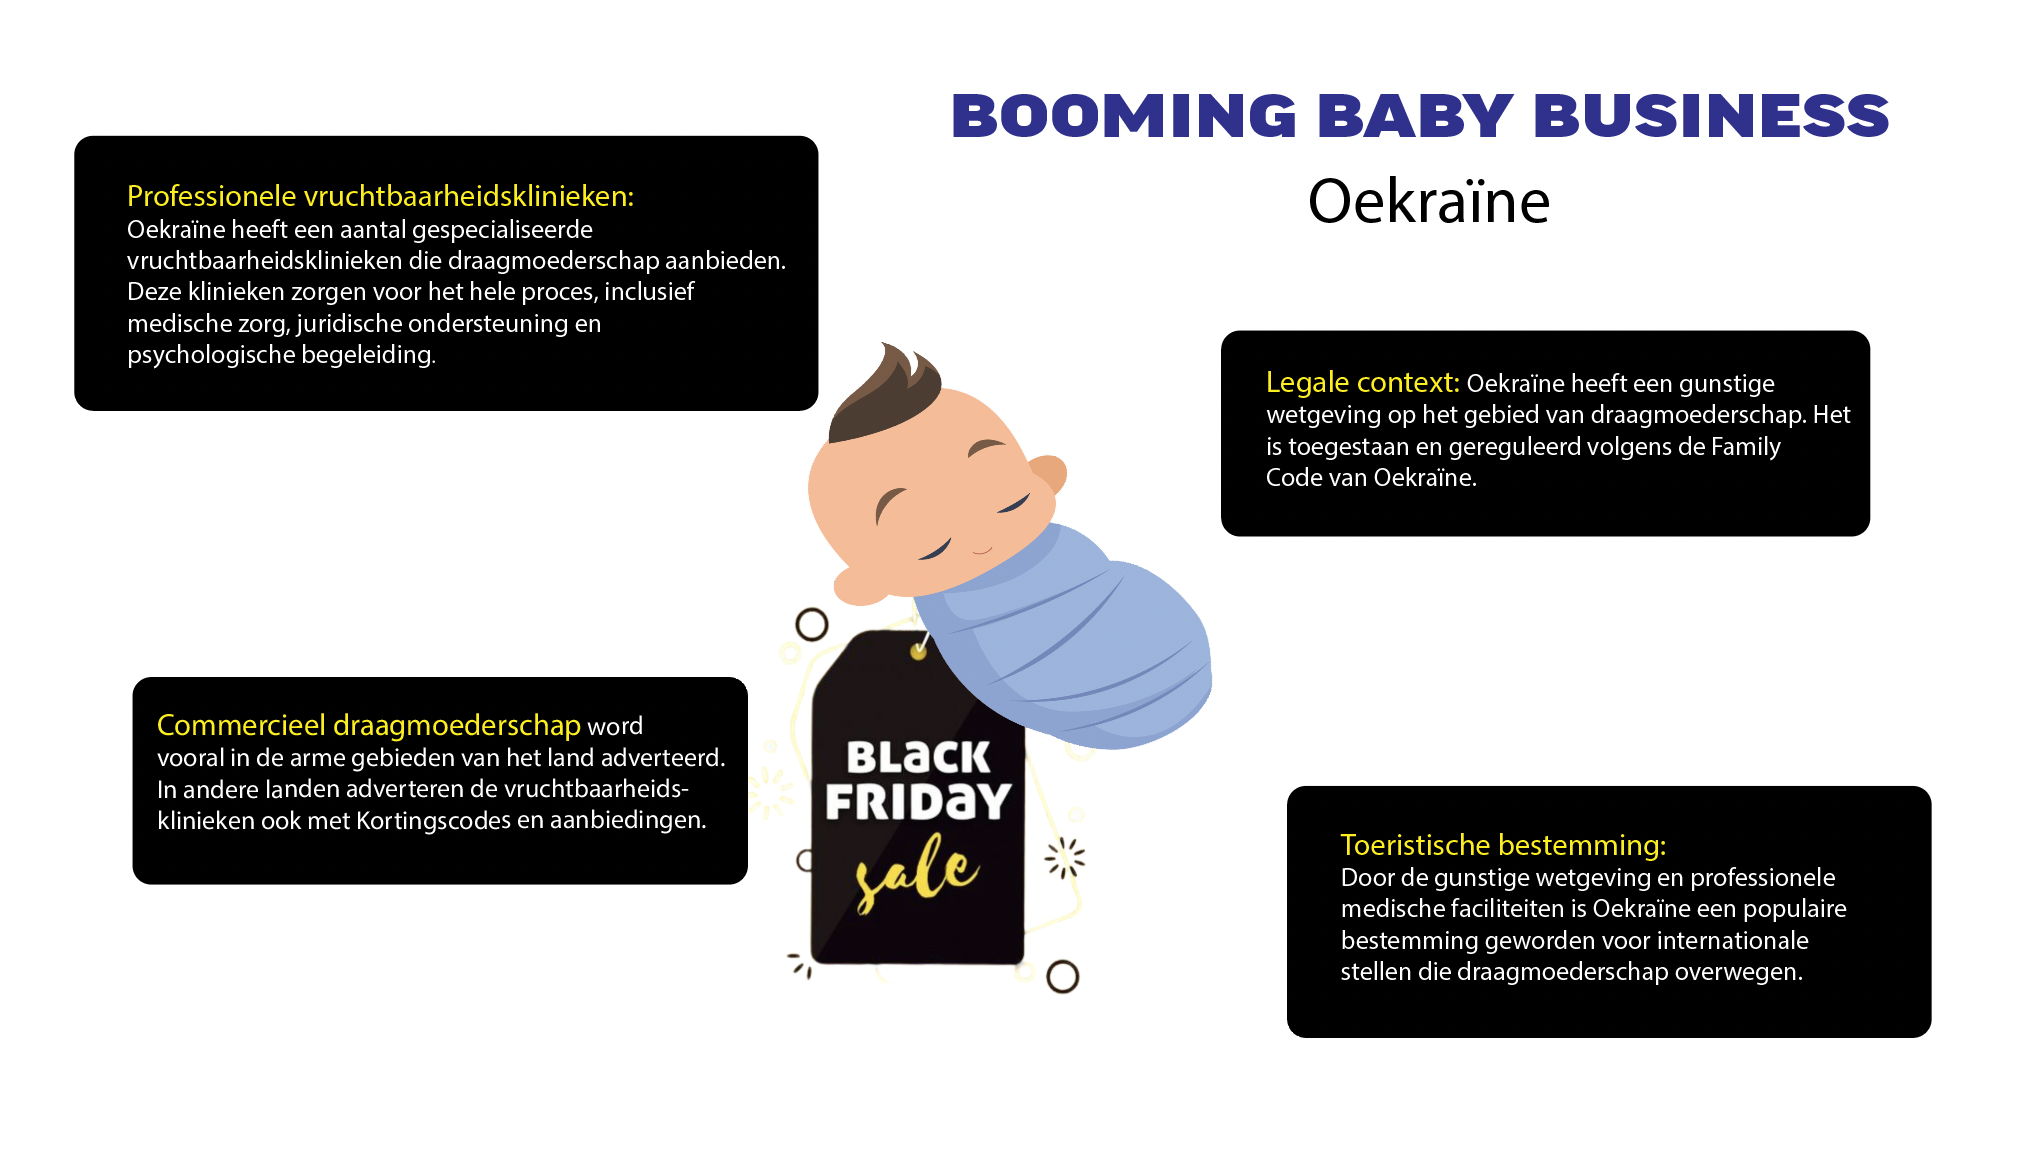 BOOMING BABY BUSINESS
Oekraïne
Professionele vruchtbaarheidsklinieken:
Oekraïne heeft een aantal gespecialiseerde
vruchtbaarheidsklinieken die draagmoederschap aanbieden.
Deze klinieken zorgen voor het hele proces, inclusief
medische zorg, juridische ondersteuning en
psychologische begeleiding.
Legale context: Oekraïne heeft een gunstige
wetgeving op het gebied van draagmoederschap. Het
is toegestaan en gereguleerd volgens de Family
Code van Oekraïne.
Commercieel draagmoederschap word
vooral in de arme gebieden van het land adverteerd.
In andere landen adverteren de vruchtbaarheids-
klinieken ook met Kortingscodes en aanbiedingen.
BLaCK
FRIDaY
sale
Toeristische bestemming:
Door de gunstige wetgeving en professionele
medische faciliteiten is Oekraïne een populaire
bestemming geworden voor internationale
stellen die draagmoederschap overwegen.